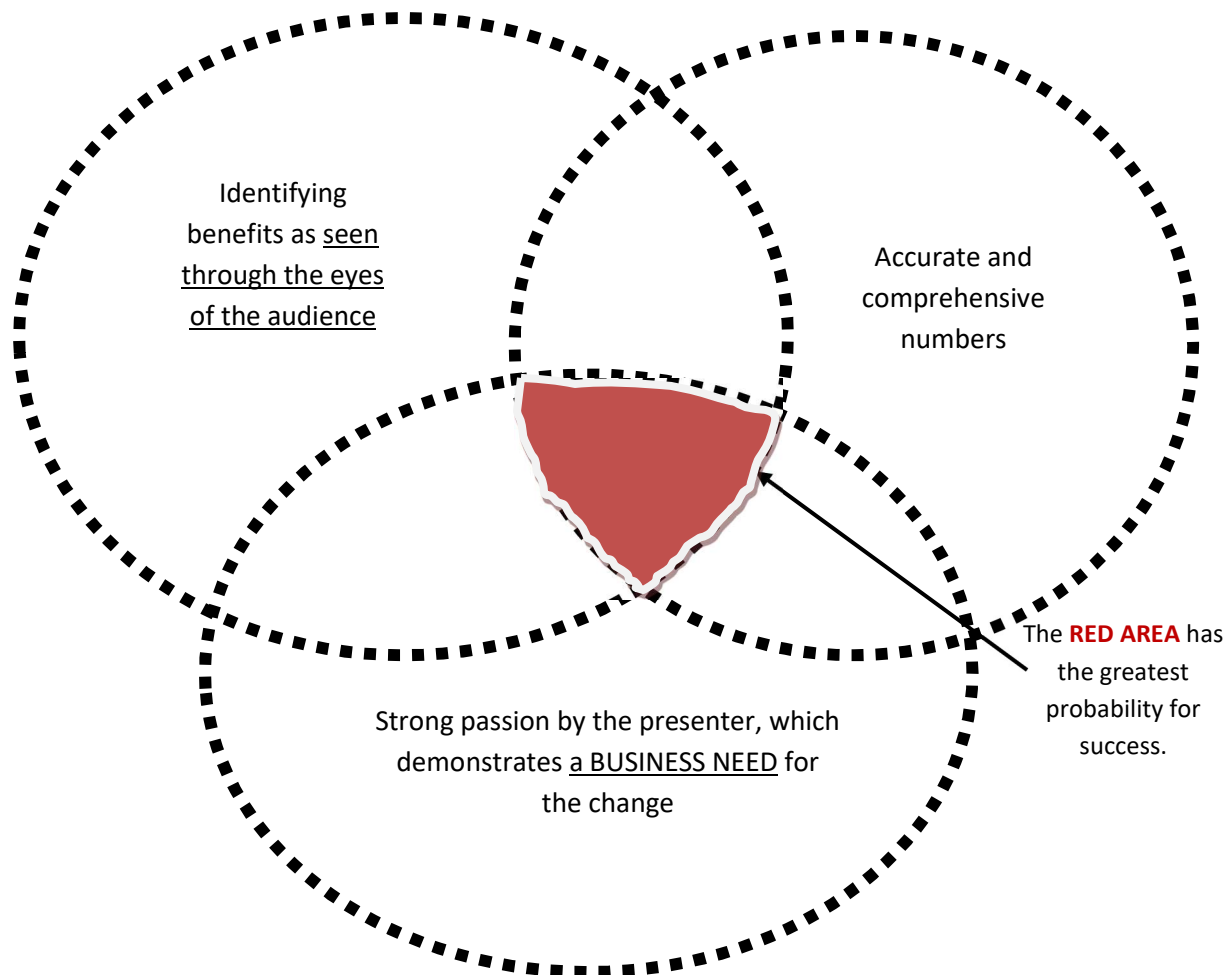 Identifying
benefits as seen
through the eyes
of the audience
Accurate and
comprehensive
numbers
The RED AREA has
the greatest
probability for
success.
Strong passion by the presenter, which
demonstrates a BUSINESS NEED for
the change